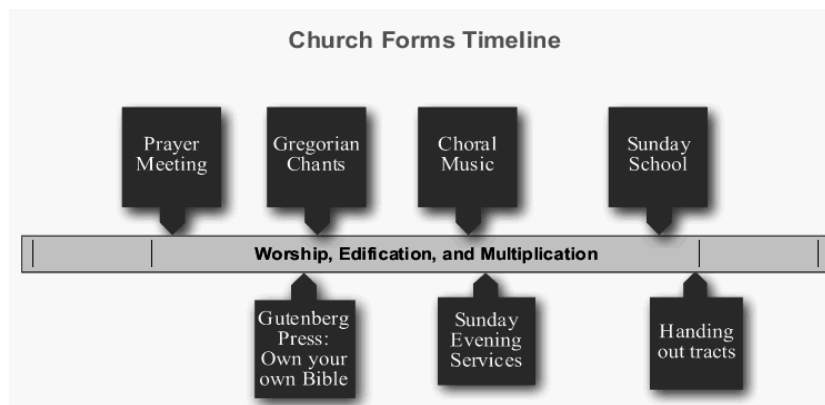 Church Forms Timeline
Prayer
Meeting
Gregorian
Chants
Choral
Music
Sunday
School
Worship, Edification, and Multiplication
Gutenberg
Press:
Own your
own Bible
Sunday
Evening
Services
Handing
out tracts